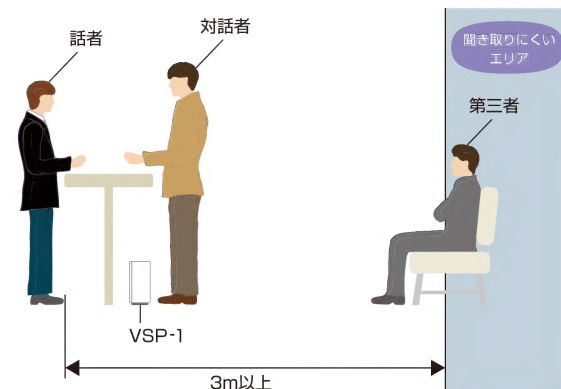 話者
対話者
聞き取りにくい
エリア
第三者
VSP-1
3m以上